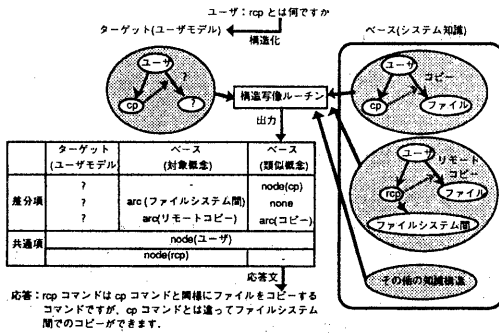 ユーザ：rcp とは何ですか
ターゲット(ユーザモデル)
構造化
ベース(システム知識)
ユーザ
?
cp
?
構造写像ルーチン
出力
ユーザ
コピー
cp
ファイル
ユーザ
リモート
コピー
rcp
ファイル
ファイルシステム間
その他の知識構造
ターゲット
(ユーザモデル)
ベース
(対象概念)
ベース
(類似概念)
差分項
? - node(cp)
? arc (ファイルシステム間) none
? arc(リモートコピー) arc(コピー)
共通項
node(ユーザ)
node(rcp) -
応答文
応答：rcp コマンドは cp コマンドと同様にファイルをコピーする
コマンドですが、cp コマンドとは違ってファイルシステム
間でのコピーができます.